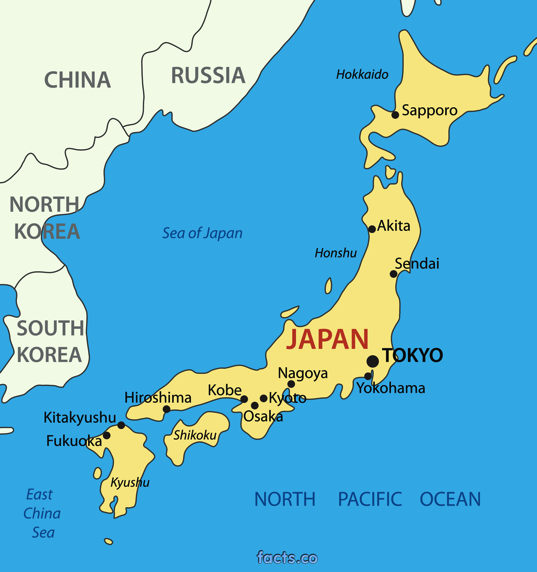 CHINA
RUSSIA
Hokkaido
Sapporo
NORTH
KOREA
Sea of Japan
Akita
Honshu
Sendai
SOUTH
KOREA
JAPAN
TOKYO
Nagoya
Yokohama
Kobe
Kyoto
Hiroshima
Osaka
Kitakyushu
Fukuoka
Shikoku
Kyushu
East
China
Sea
NORTH PACIFIC OCEAN
facts.co